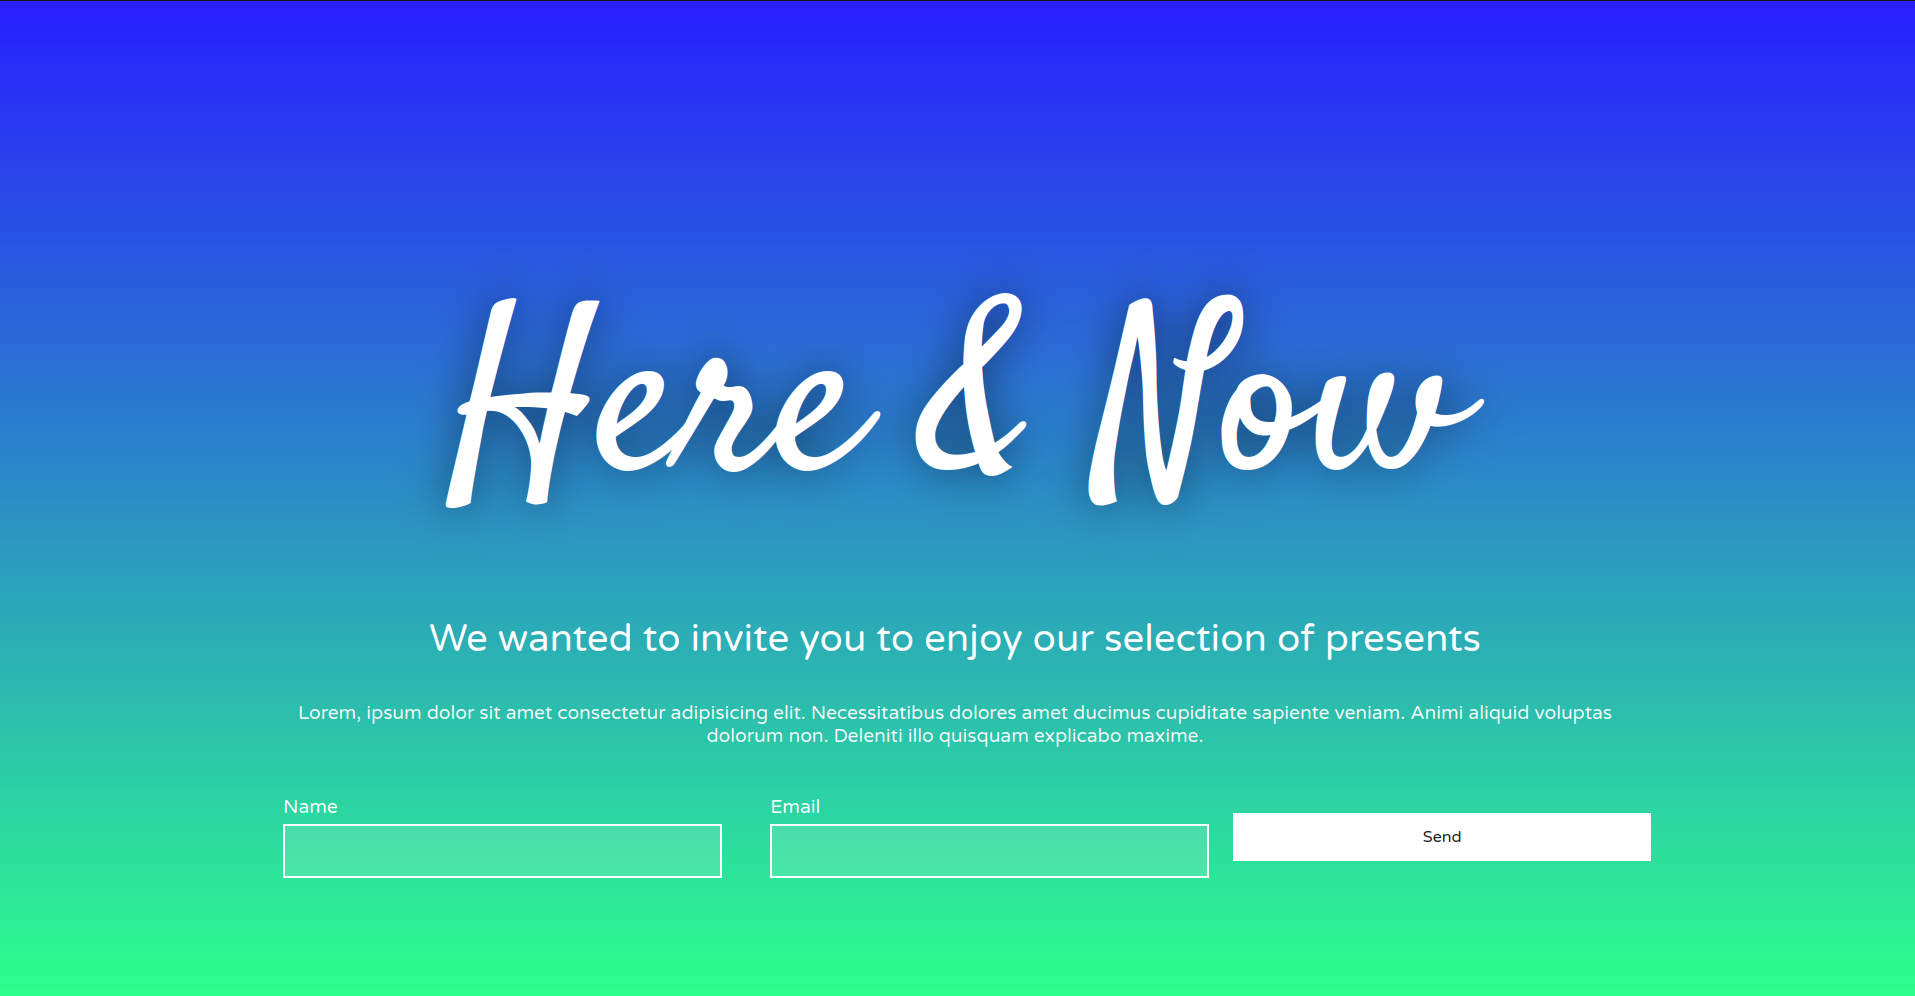 Here & Now
We wanted to invite you to enjoy our selection of presents
Lorem, ipsum dolor sit amet consectetur adipisicing elit. Necessitatibus dolores amet ducimus cupiditate sapiente veniam. Animi aliquid voluptas
dolorum non. Deleniti illo quisquam explicabo maxime.
Name
Email
Send